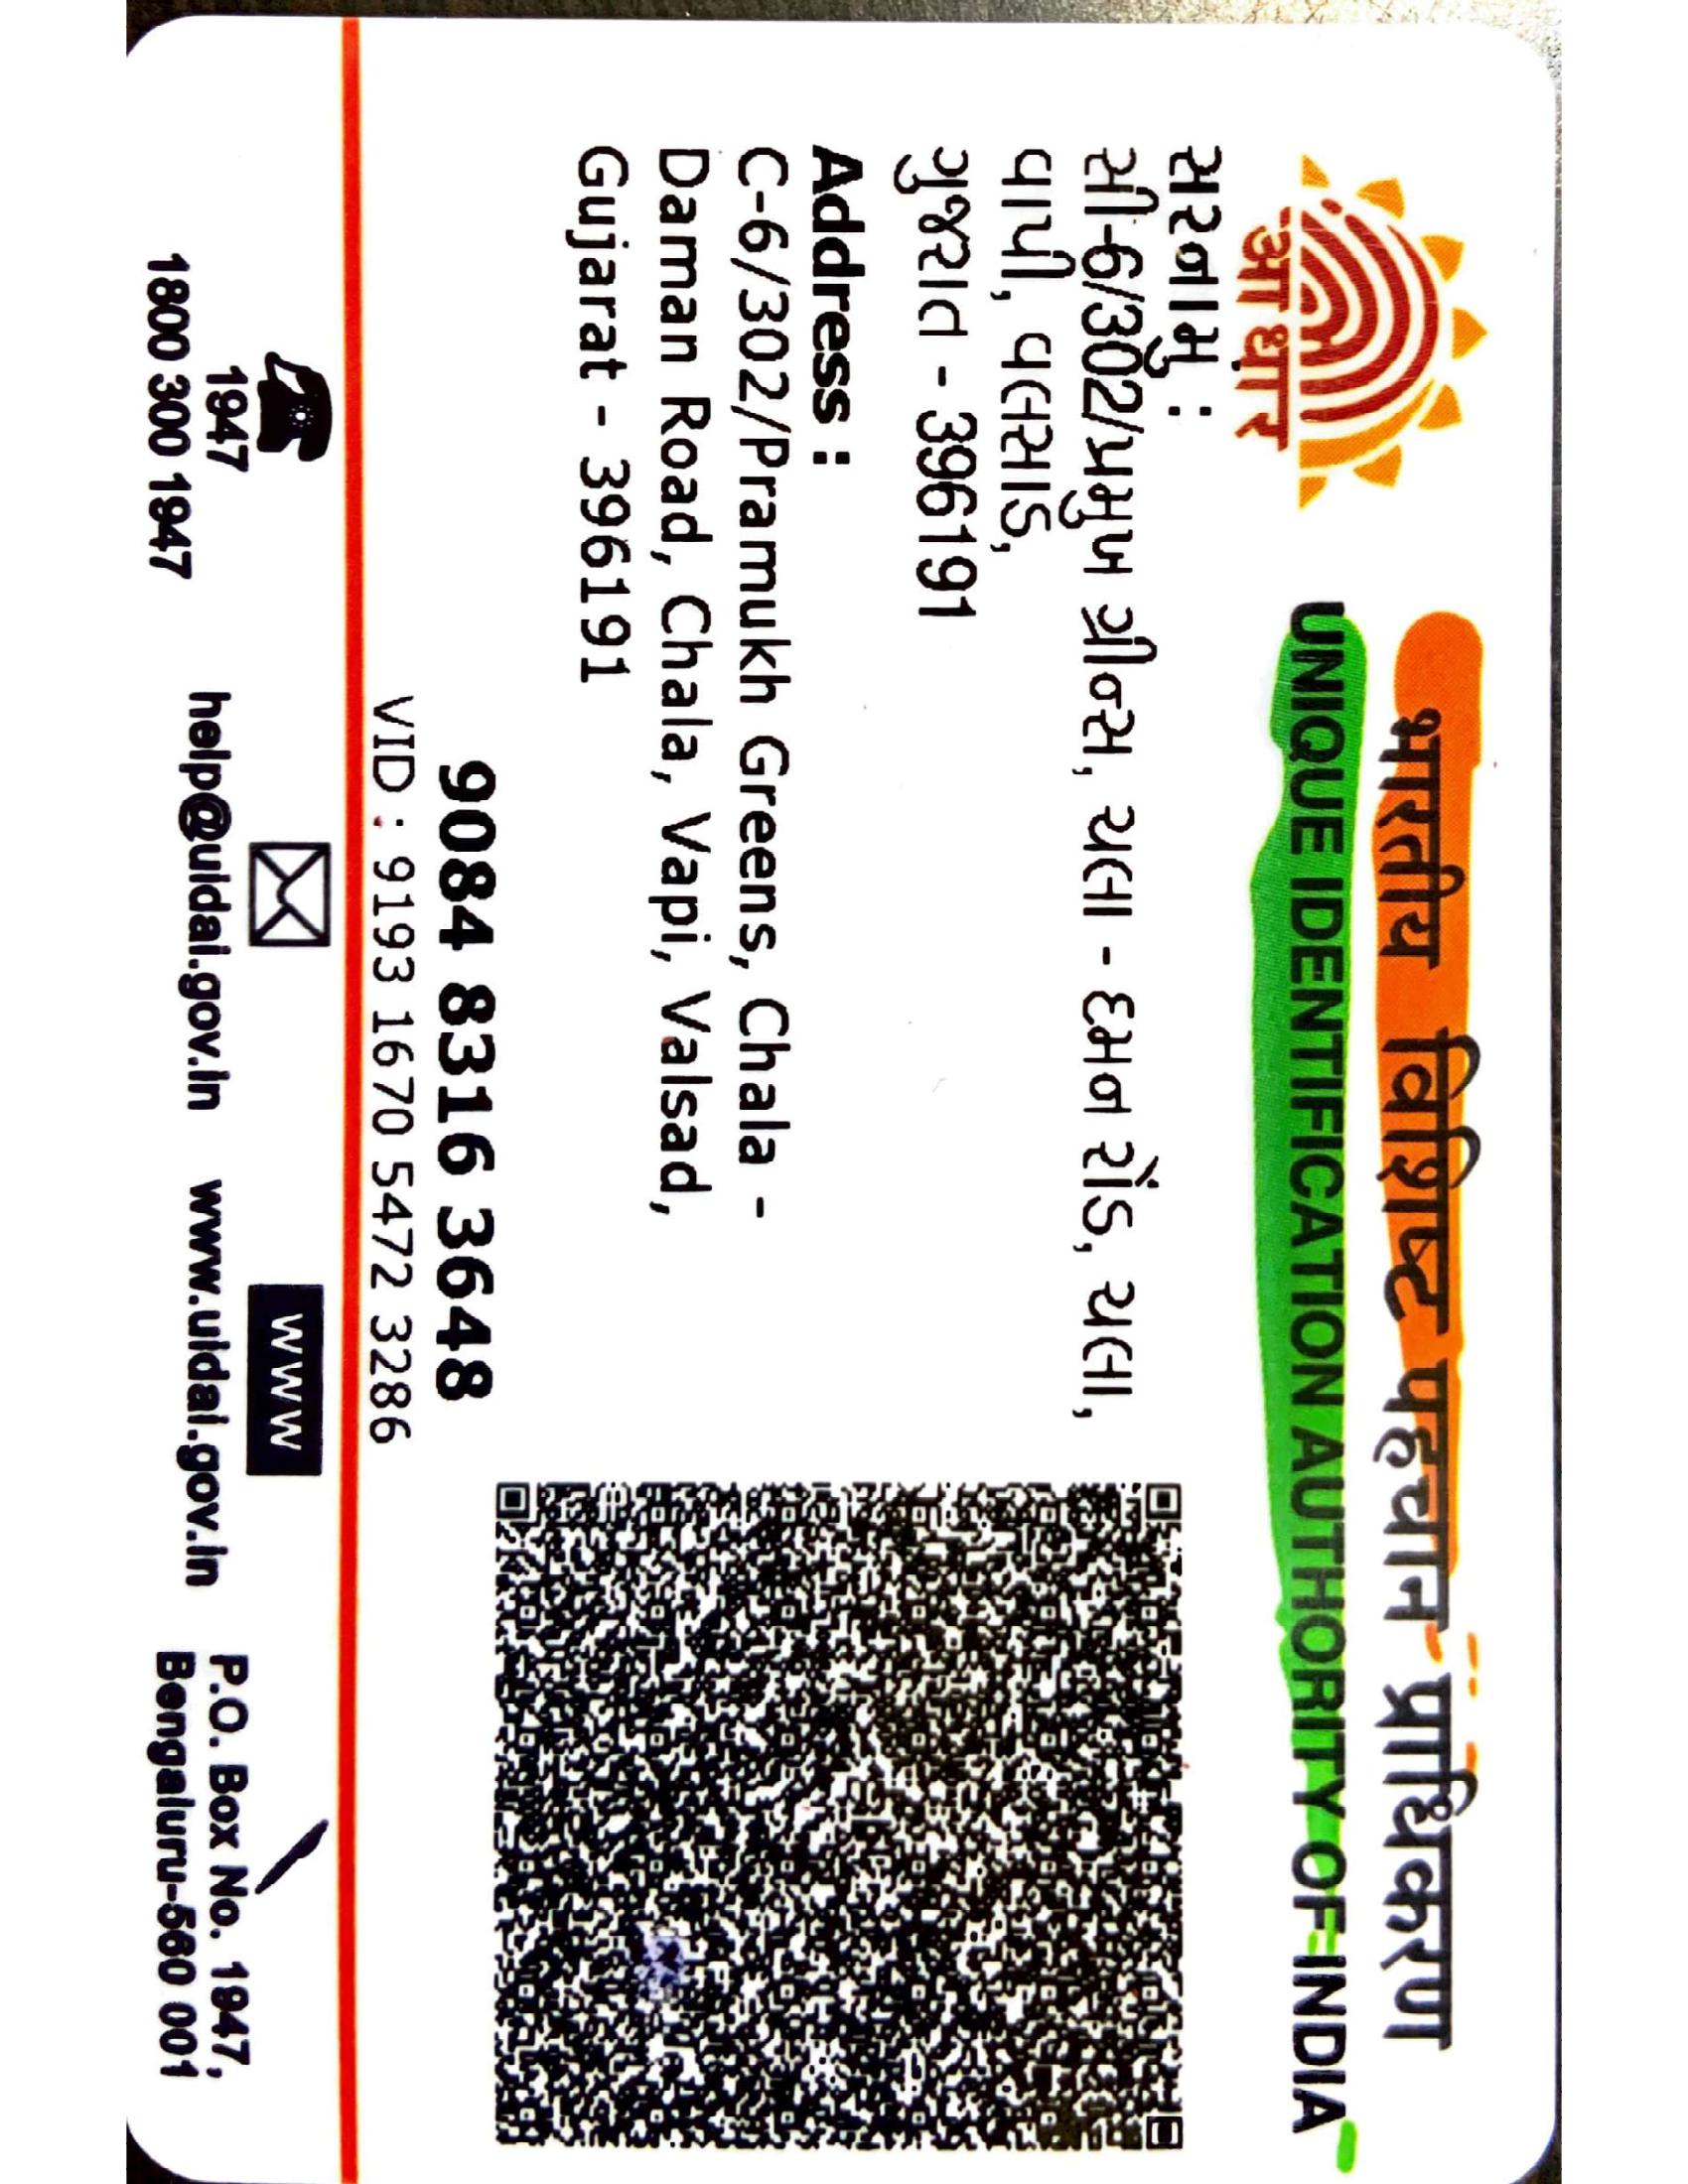 भारतीय विशिष्ट पहचान प्राधिकरण
UNIQUE IDENTIFICATION AUTHORITY OF INDIA
आधार
સરનામું :
સી-6/302/પ્રમુખ ગ્રીન્સ, ચલા - દમન રોડ, ચલા,
વાપી, વલસાડ,
ગુજરાત - 396191
Address :
C-6/302/Pramukh Greens, Chala -
Daman Road, Chala, Vapi, Valsad,
Gujarat - 396191
9084 8316 3648
VID : 9193 1670 5472 3286
1947
1800 300 1947
help@uidai.gov.in
WWW
www.uidai.gov.in
P.O. Box No. 1947,
Bengaluru-560 001